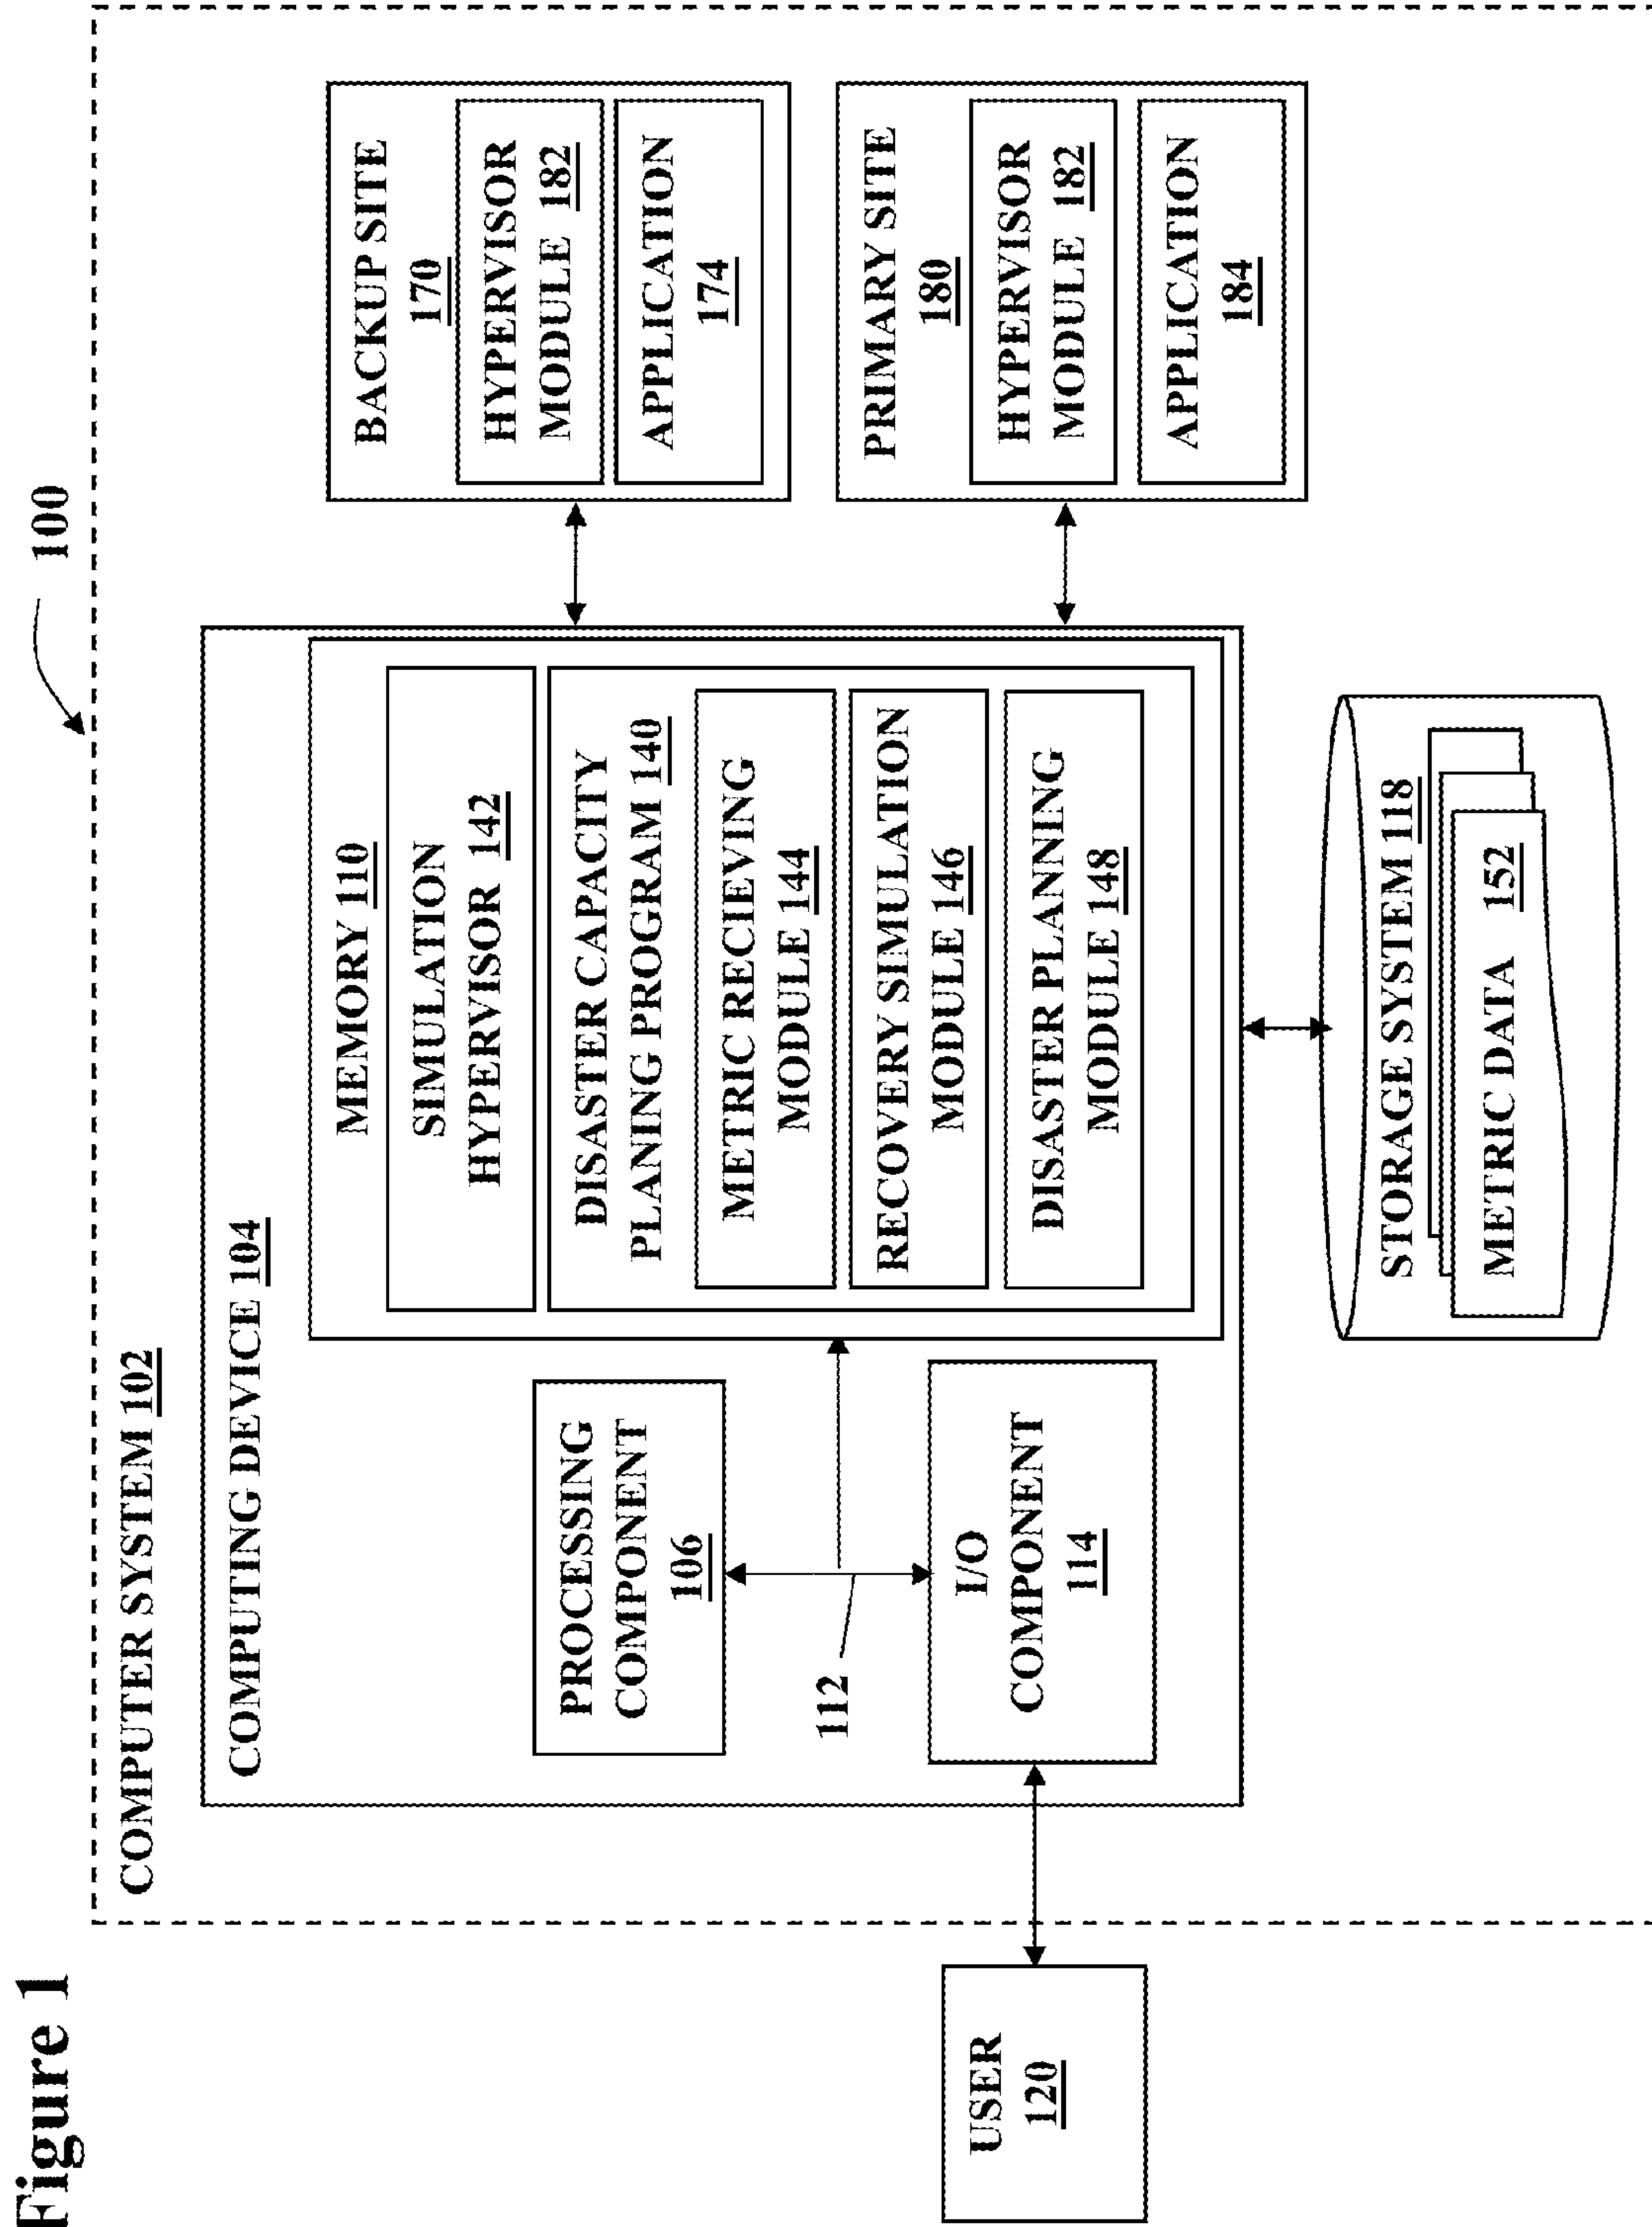 Figure 1
100
COMPUTER SYSTEM 102
COMPUTING DEVICE 104
USER
120
PROCESSING
COMPONENT
106
112
I/O
COMPONENT
114
MEMORY 110
SIMULATION
HYPERVISOR 142
DISASTER CAPACITY
PLANING PROGRAM 140
METRIC RECIEVING
MODULE 144
RECOVERY SIMULATION
MODULE 146
DISASTER PLANNING
MODULE 148
STORAGE SYSTEM 118
METRIC DATA 152
BACKUP SITE
170
HYPERVISOR
MODULE 182
APPLICATION
174
PRIMARY SITE
180
HYPERVISOR
MODULE 182
APPLICATION
184